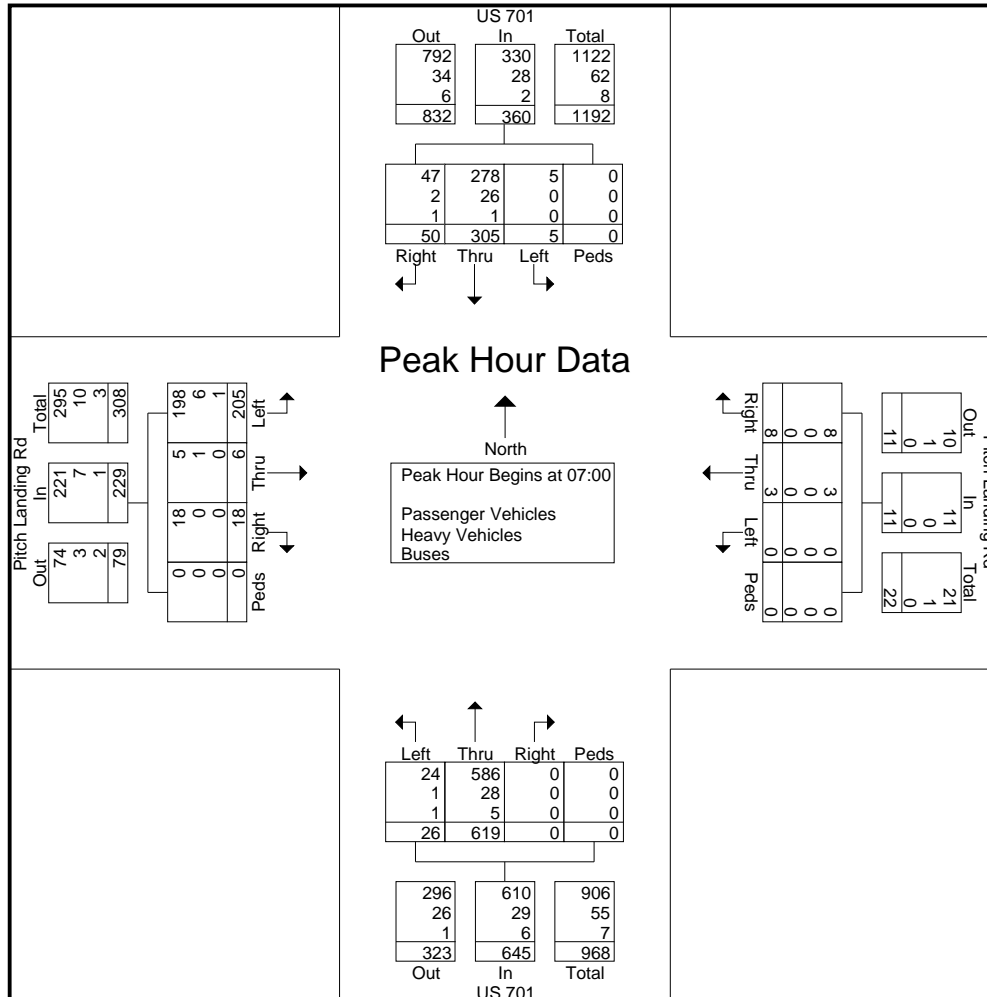 US 701
Out In Total
792 330 1122
34 28 62
6 2 8
832 360 1192
47 278 5 0
2 26 0 0
1 1 0 0
50 305 5 0
Right Thru Left Peds
Peak Hour Data
North
Peak Hour Begins at 07:00
Passenger Vehicles
Heavy Vehicles
Buses
Pitch Landing Rd
Out In Total
74 221 295
3 7 10
2 1 3
79 229 308
0 18 5 198
0 0 1 6
0 0 0 1
0 18 6 205
Peds Right Thru Left
Pitch Landing Rd
Out In Total
10 11 21
1 0 1
0 0 0
11 11 22
8 3 0 0
0 0 0 0
0 0 0 0
8 3 0 0
Right Thru Left Peds
Left Thru Right Peds
24 586 0 0
1 28 0 0
1 5 0 0
26 619 0 0
296 610 906
26 29 55
1 6 7
323 645 968
Out In Total
US 701